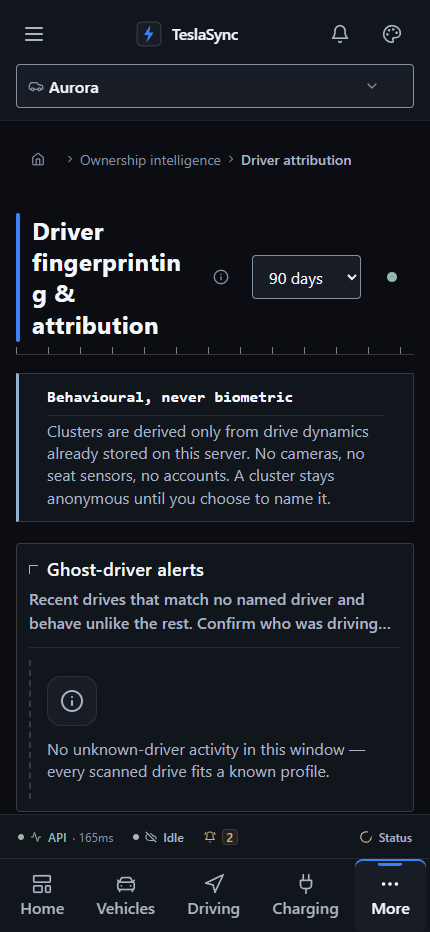 TeslaSync
Aurora
Ownership intelligence
Driver attribution
Driver
fingerprintin
g &
attribution
90 days
Behavioural, never biometric
Clusters are derived only from drive dynamics
already stored on this server. No cameras, no
seat sensors, no accounts. A cluster stays
anonymous until you choose to name it.
Ghost-driver alerts
Recent drives that match no named driver and
behave unlike the rest. Confirm who was driving...
No unknown-driver activity in this window —
every scanned drive fits a known profile.
API · 165ms
Idle
2
Status
Home
Vehicles
Driving
Charging
More